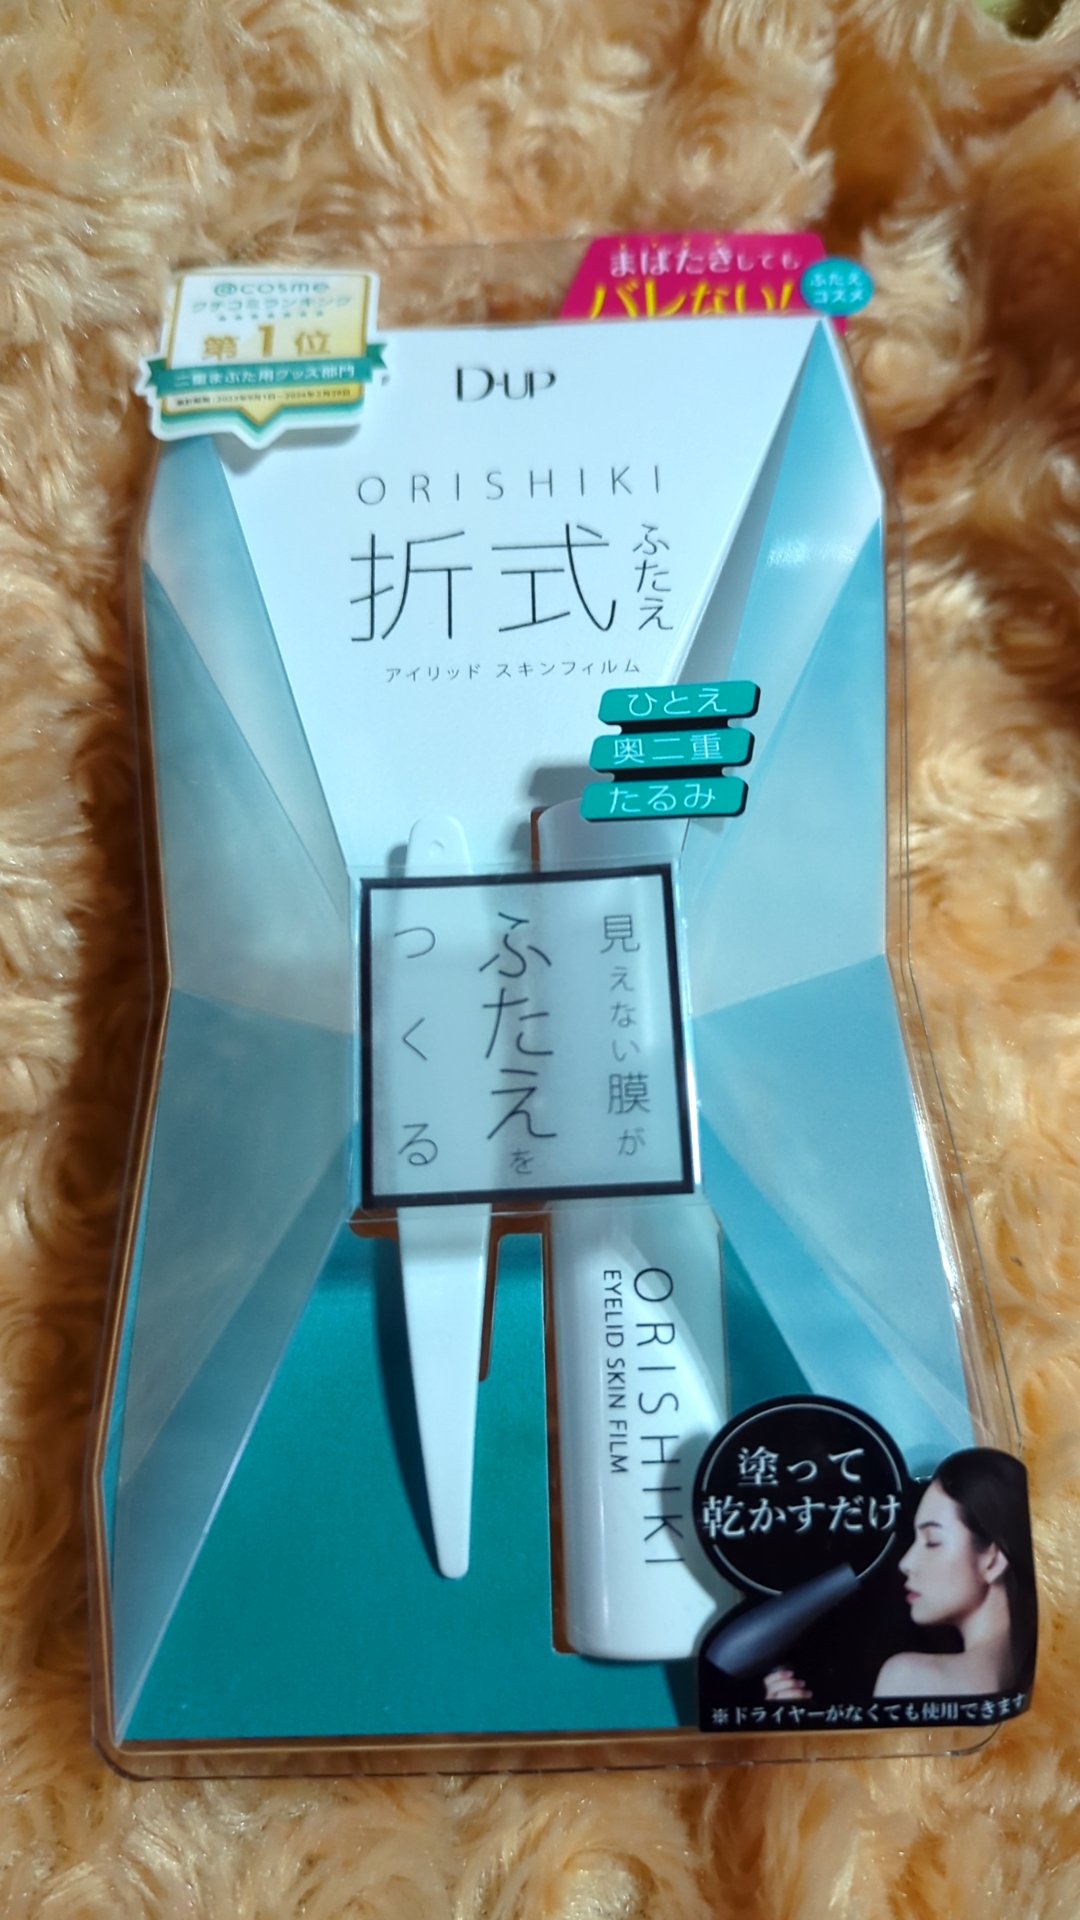 まばたきしても
バレない!
ふたえ
コスメ
@cosme
クチコミランキング
第1位
二重まぶた用グッズ部門
D-UP
ORISHIKI
折式
ふたえ
アイリッド スキンフィルム
ひとえ
奥二重
たるみ
見えない膜が
ふたえを
つくる
ORISHIKI
EYELID SKIN FILM
塗って
乾かすだけ
※ドライヤーがなくても使用できます